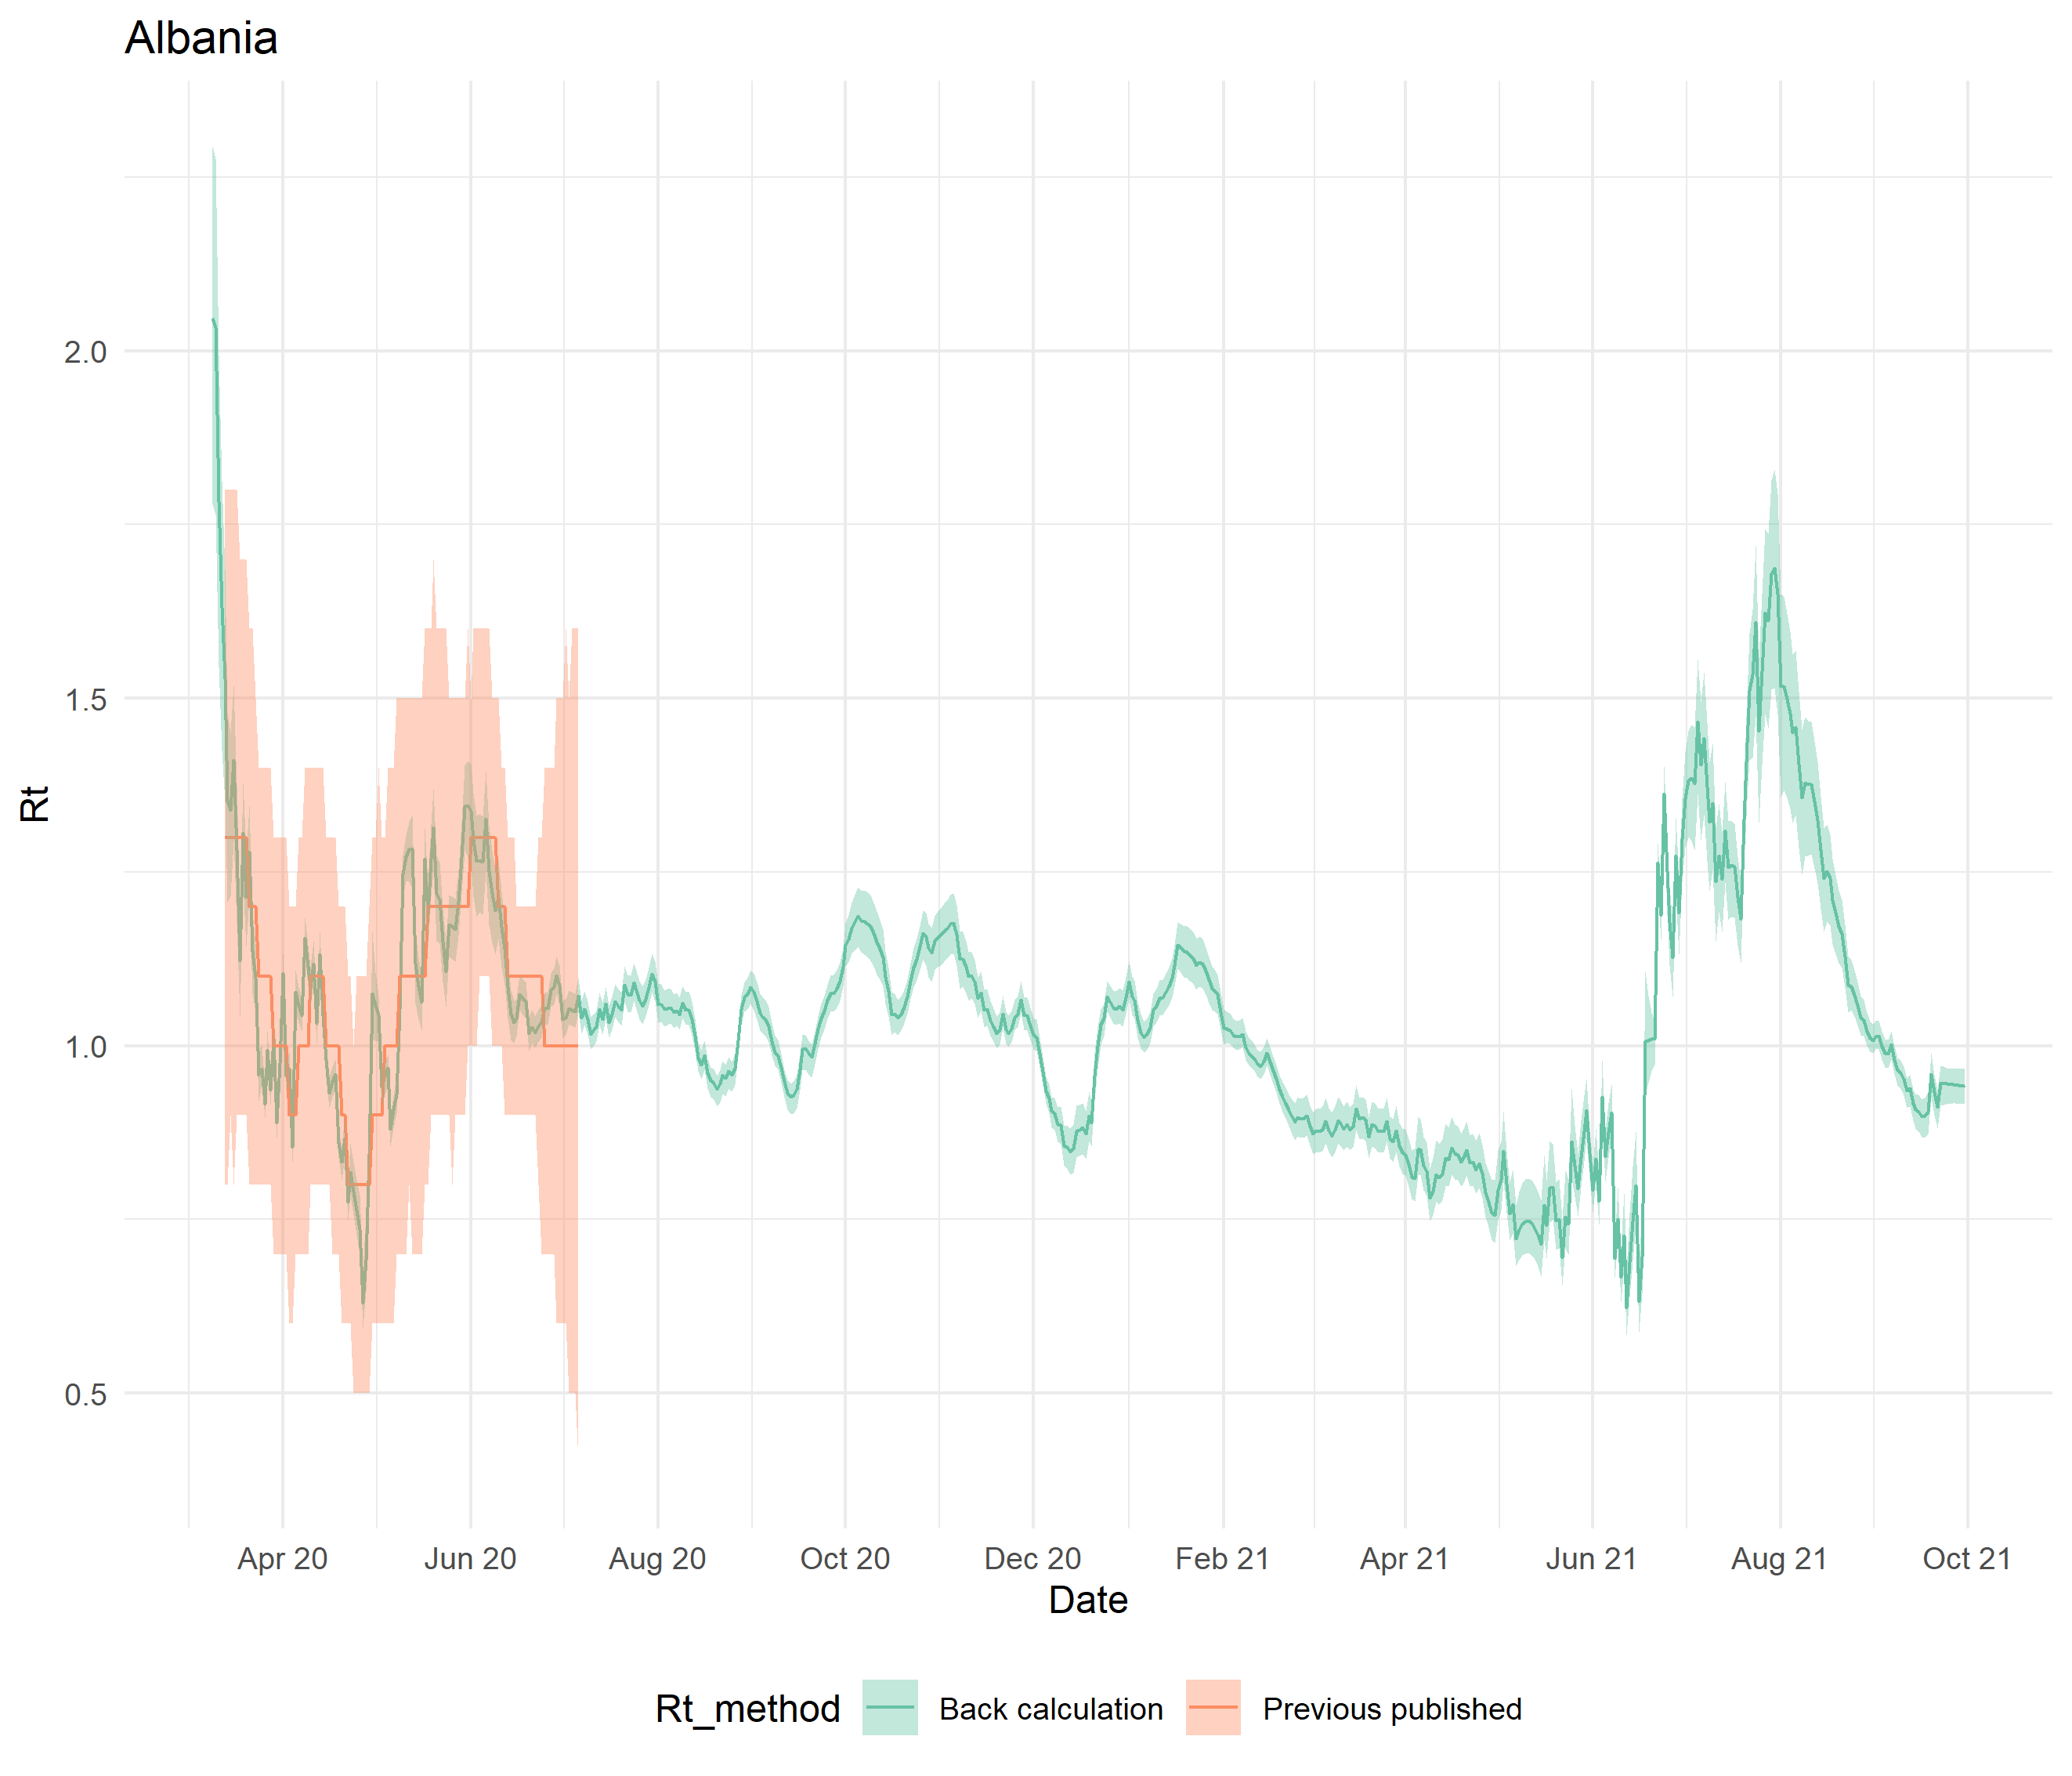 Albania
Rt
2.0
1.5
1.0
0.5
Apr 20 Jun 20 Aug 20 Oct 20 Dec 20 Feb 21 Apr 21 Jun 21 Aug 21 Oct 21
Date
Rt_method Back calculation Previous published